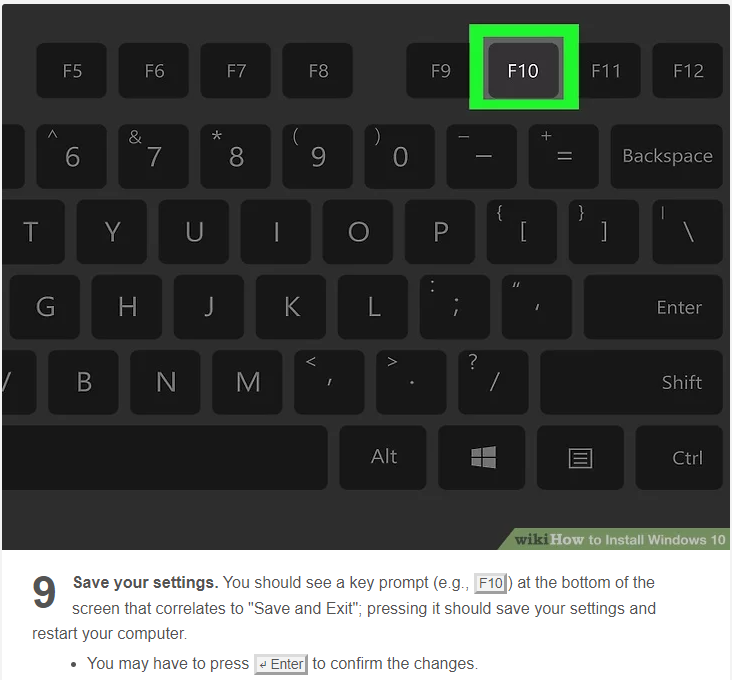 F5 F6 F7 F8 F9 F10 F11 F12
^ 6 & 7 * 8 ( 9 ) 0 _ – + = Backspace
T Y U I O P { [ } ] | \
G H J K L : ; “ ‘ Enter
V B N M < , > . ? / Shift
Alt Ctrl
wikiHow to Install Windows 10
9 Save your settings. You should see a key prompt (e.g., F10) at the bottom of the
screen that correlates to "Save and Exit"; pressing it should save your settings and
restart your computer.
• You may have to press ↵ Enter to confirm the changes.